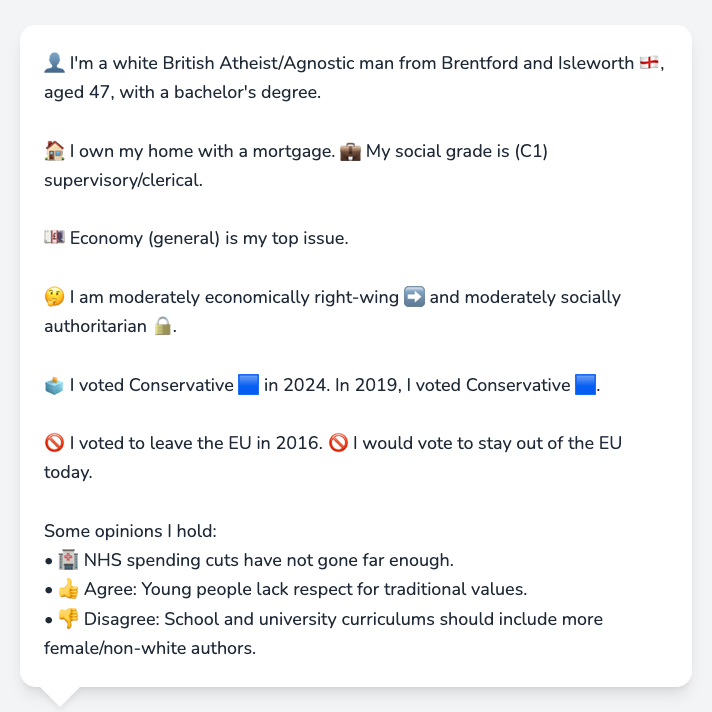 👤 I'm a white British Atheist/Agnostic man from Brentford and Isleworth 🏴󠁧󠁢󠁥󠁮󠁧󠁿,
aged 47, with a bachelor's degree.
🏠 I own my home with a mortgage. 💼 My social grade is (C1)
supervisory/clerical.
💷 Economy (general) is my top issue.
🤔 I am moderately economically right-wing ➡️ and moderately socially
authoritarian 🔒.
🗳️ I voted Conservative 🟦 in 2024. In 2019, I voted Conservative 🟦.
🚫 I voted to leave the EU in 2016. 🚫 I would vote to stay out of the EU
today.
Some opinions I hold:
• 🏥 NHS spending cuts have not gone far enough.
• 👍 Agree: Young people lack respect for traditional values.
• 👎 Disagree: School and university curriculums should include more
female/non-white authors.